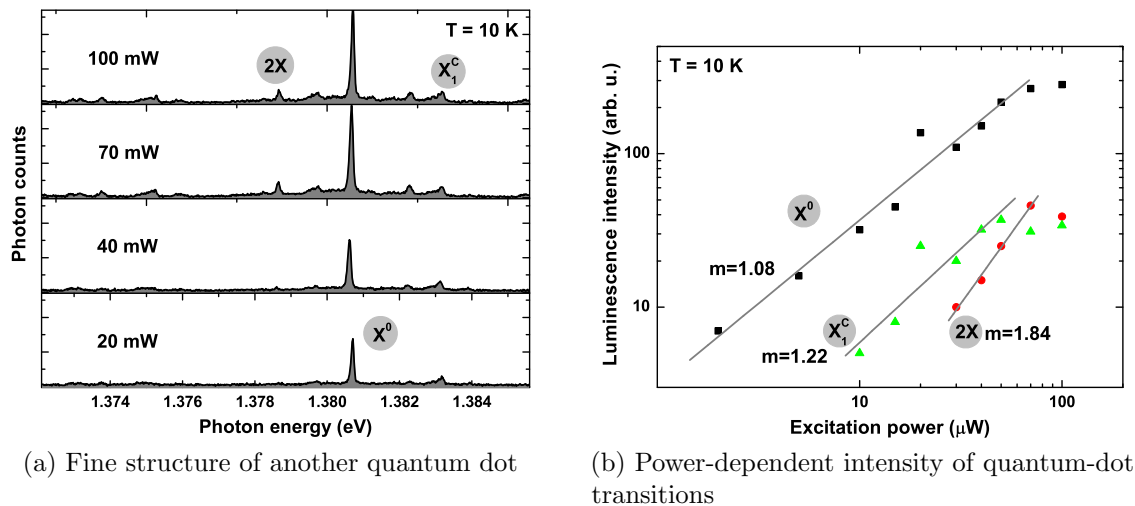 T = 10 K
100 mW
2X
X₁ᶜ
70 mW
40 mW
20 mW
X⁰
Photon counts
1.374 1.376 1.378 1.380 1.382 1.384
Photon energy (eV)
(a) Fine structure of another quantum dot
T = 10 K
100
10
X⁰
m=1.08
X₁ᶜ
m=1.22
2X
m=1.84
Luminescence intensity (arb. u.)
10 100
Excitation power (μW)
(b) Power-dependent intensity of quantum-dot
transitions